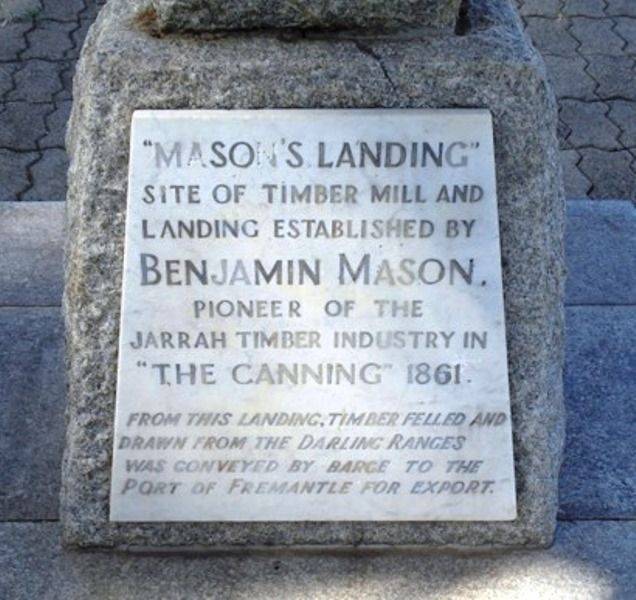 "MASON'S LANDING"
SITE OF TIMBER MILL AND
LANDING ESTABLISHED BY
BENJAMIN MASON.
PIONEER OF THE
JARRAH TIMBER INDUSTRY IN
"THE CANNING" 1861.
FROM THIS LANDING, TIMBER FELLED AND
DRAWN FROM THE DARLING RANGES
WAS CONVEYED BY BARGE TO THE
PORT OF FREMANTLE FOR EXPORT.